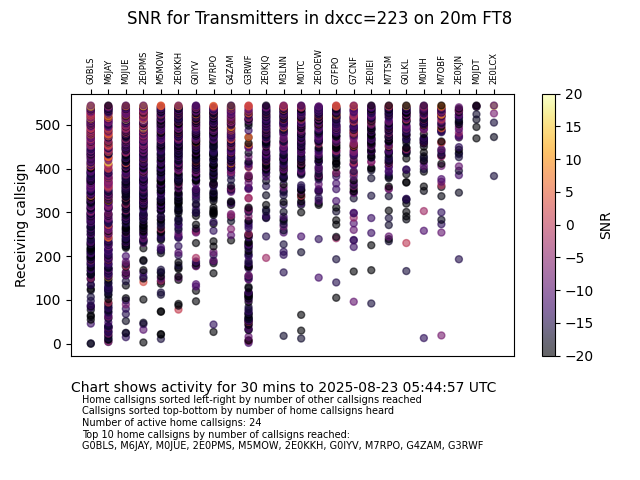 SNR for Transmitters in dxcc=223 on 20m FT8
G0BLS M6JAY M0JUE 2E0PMS M5MOW 2E0KKH G0IYV M7RPO G4ZAM G3RWF 2E0KJQ M3LNN M0ITC 2E0OEW G7FPO G7CNF 2E0IEI M7TSM G0LKL M0HIH M7OBF 2E0KJN M0JDT 2E0LCX
Receiving callsign
500
400
300
200
100
0
20
15
10
5
0
−5
−10
−15
−20
SNR
Chart shows activity for 30 mins to 2025-08-23 05:44:57 UTC
Home callsigns sorted left-right by number of other callsigns reached
Callsigns sorted top-bottom by number of home callsigns heard
Number of active home callsigns: 24
Top 10 home callsigns by number of callsigns reached:
G0BLS, M6JAY, M0JUE, 2E0PMS, M5MOW, 2E0KKH, G0IYV, M7RPO, G4ZAM, G3RWF